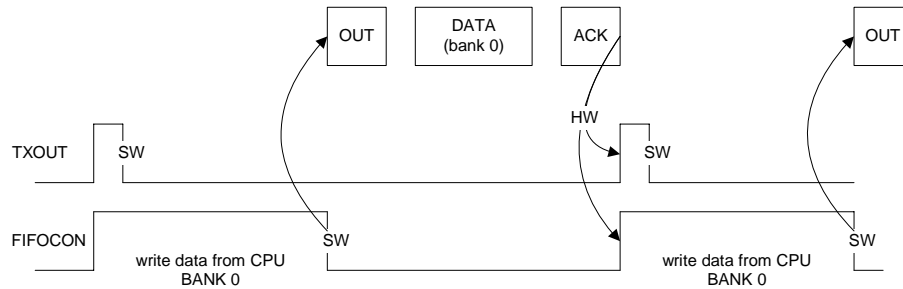 OUT
DATA
(bank 0)
ACK
OUT
HW
TXOUT
SW
SW
FIFOCON
SW
SW
write data from CPU
BANK 0
write data from CPU
BANK 0